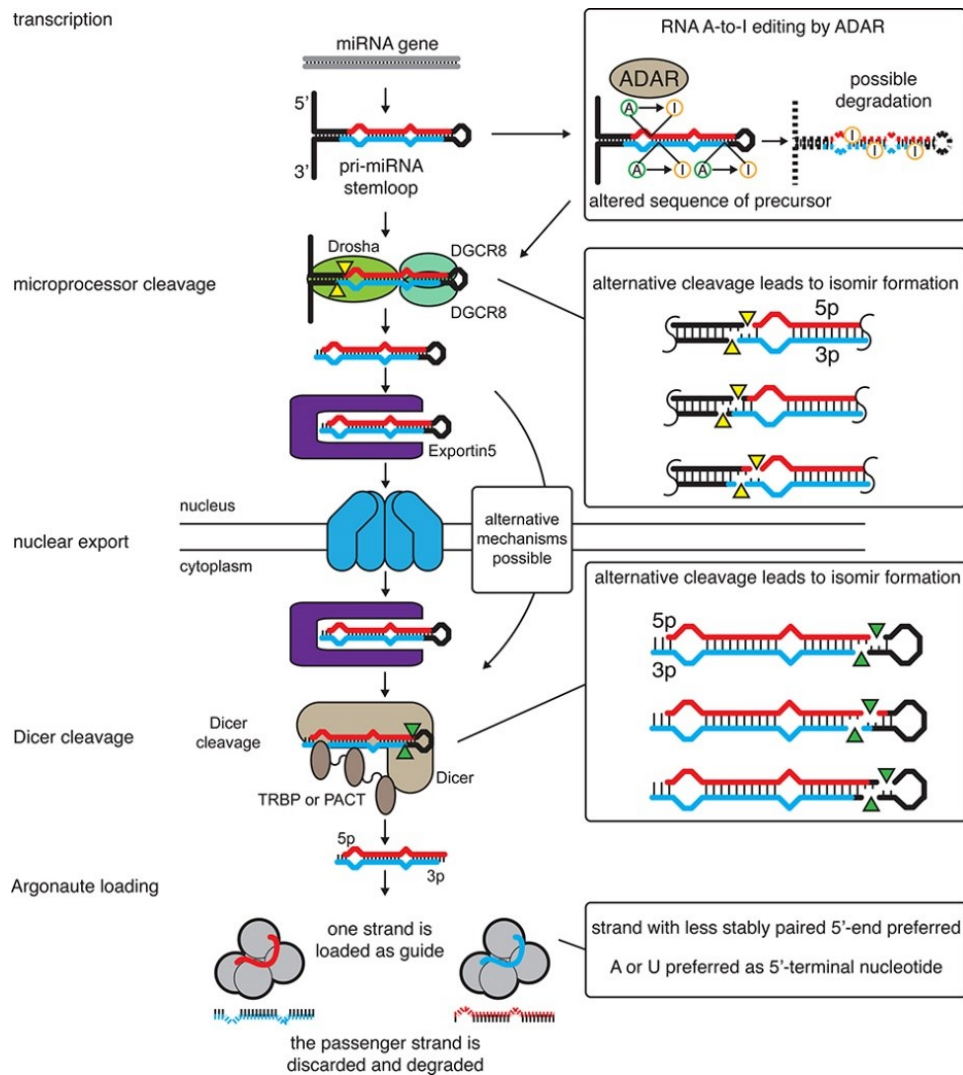 transcription
miRNA gene
5’
3’
pri-miRNA
stemloop
RNA A-to-I editing by ADAR
ADAR
A
I
A
I
A
I
altered sequence of precursor
possible
degradation
I
I
I
microprocessor cleavage
Drosha
DGCR8
DGCR8
alternative cleavage leads to isomir formation
5p
3p
Exportin5
nuclear export
nucleus
cytoplasm
alternative
mechanisms
possible
alternative cleavage leads to isomir formation
5p
3p
Dicer cleavage
Dicer
cleavage
Dicer
TRBP or PACT
5p
3p
Argonaute loading
one strand is
loaded as guide
strand with less stably paired 5’-end preferred
A or U preferred as 5’-terminal nucleotide
the passenger strand is
discarded and degraded